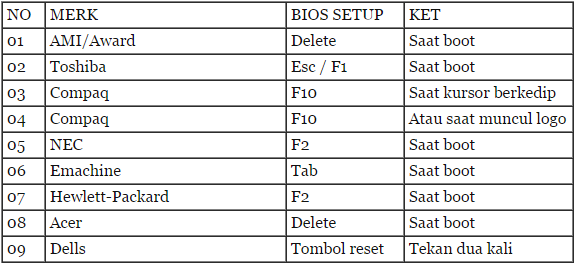 NO MERK BIOS SETUP KET
01 AMI/Award Delete Saat boot
02 Toshiba Esc / F1 Saat boot
03 Compaq F10 Saat kursor berkedip
04 Compaq F10 Atau saat muncul logo
05 NEC F2 Saat boot
06 Emachine Tab Saat boot
07 Hewlett-Packard F2 Saat boot
08 Acer Delete Saat boot
09 Dells Tombol reset Tekan dua kali